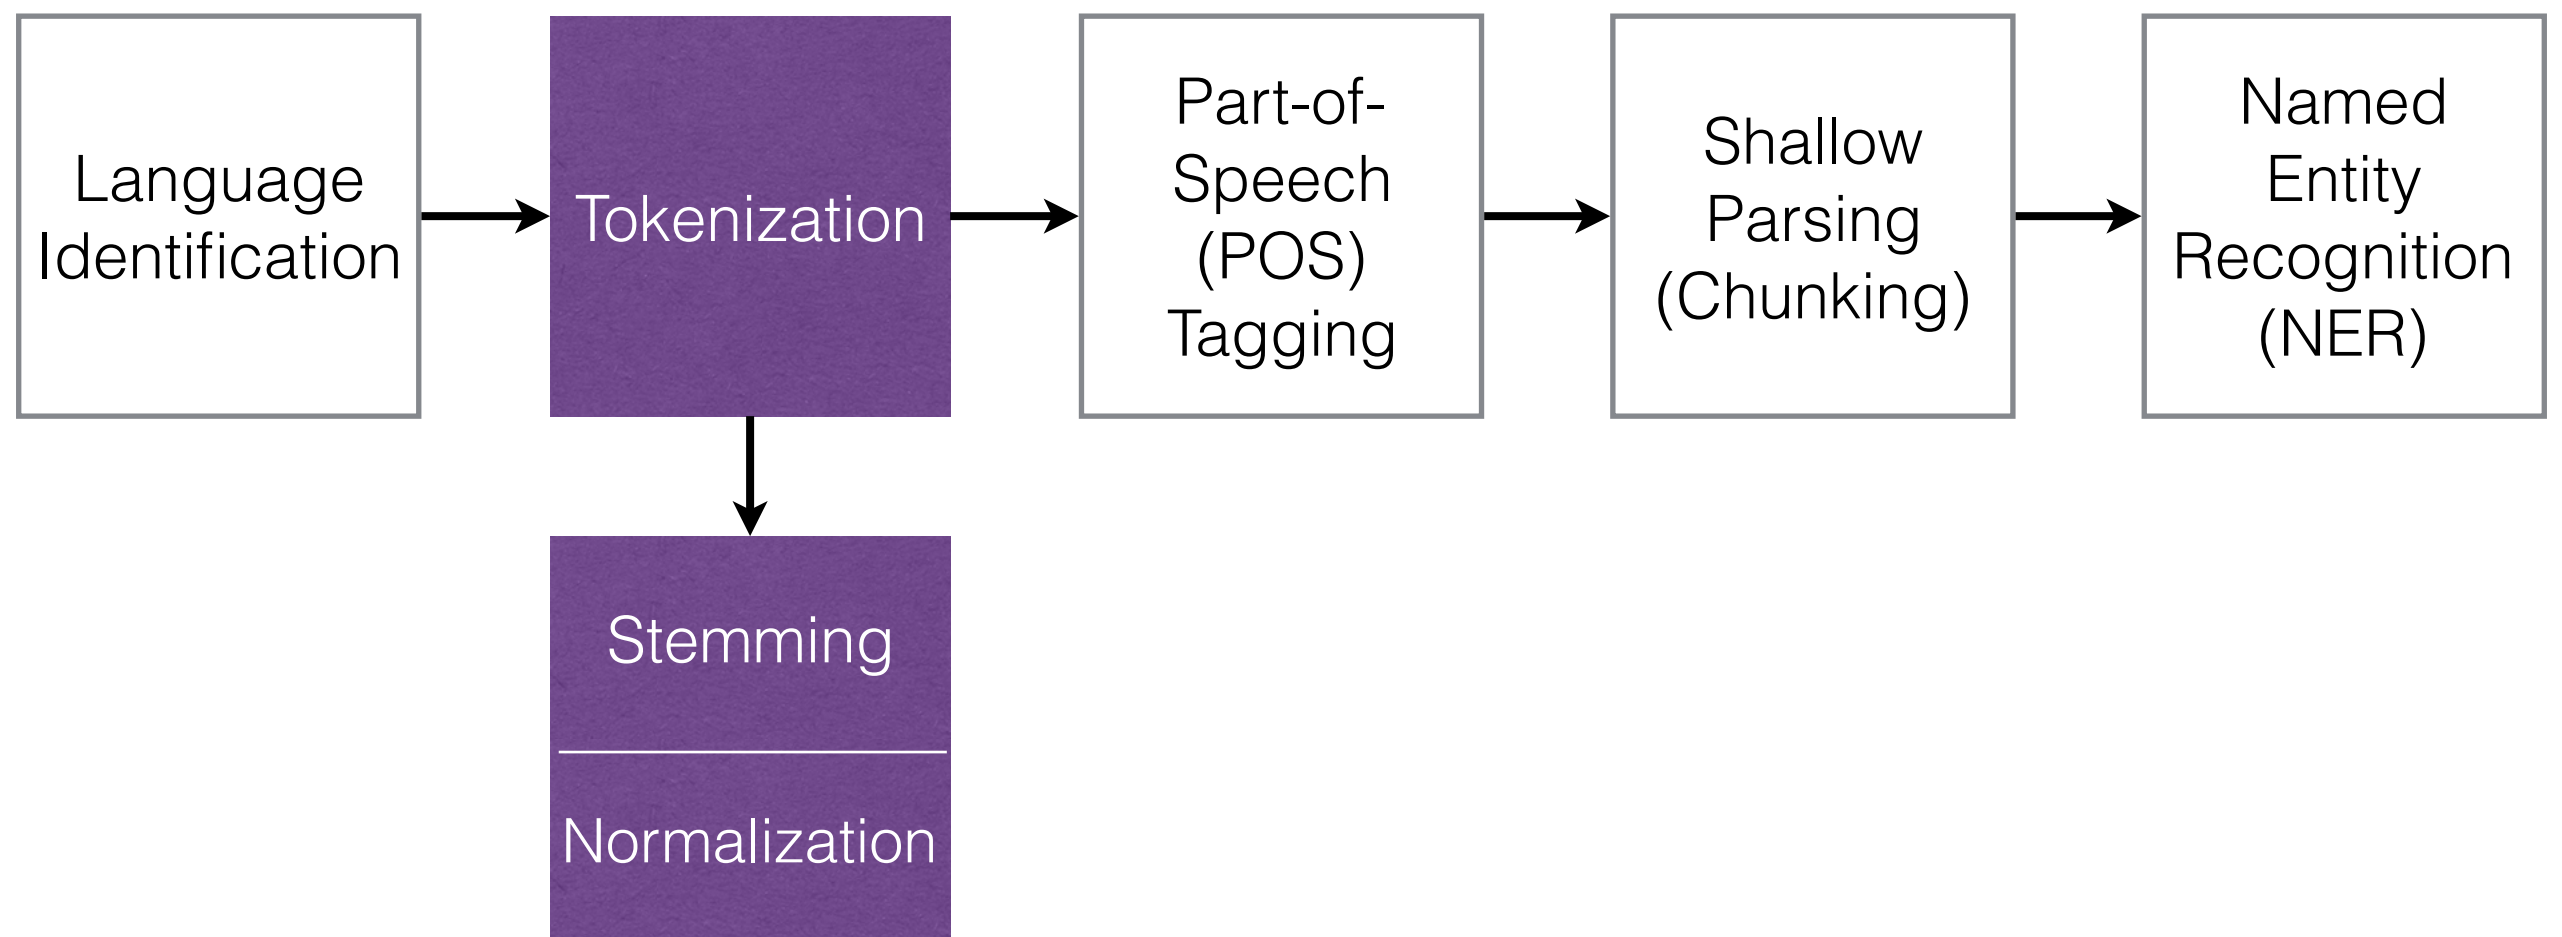 Language
Identification
Tokenization
Part-of-
Speech
(POS)
Tagging
Shallow
Parsing
(Chunking)
Named
Entity
Recognition
(NER)
Stemming
Normalization